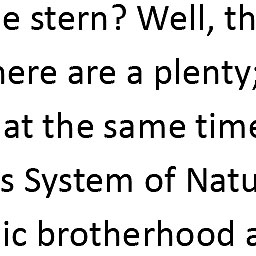 e stern? Well, th
here are a plenty;
at the same time
s System of Natu
ic brotherhood a